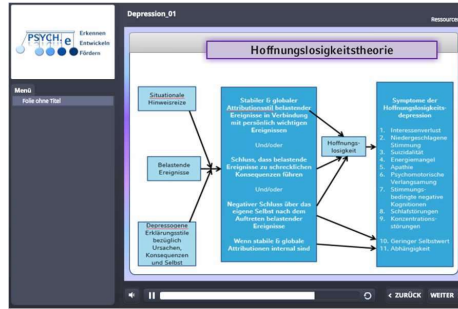 Depression_01
Ressourcen
PSYCH.e
Erkennen
Entwickeln
Fördern
Menü
Folie ohne Titel
Hoffnungslosigkeitstheorie
Situationale
Hinweisreize
Belastende
Ereignisse
Depressogene
Erklärungsstile
bezüglich
Ursachen,
Konsequenzen
und Selbst
Stabiler & globaler
Attributionsstil belastender
Ereignisse in Verbindung
mit persönlich wichtigen
Ereignissen
Und/oder
Schluss, dass belastende
Ereignisse zu schrecklichen
Konsequenzen führen
Und/oder
Negativer Schluss über das
eigene Selbst nach dem
Auftreten belastender
Ereignisse
Wenn stabile & globale
Attributionen internal sind
Hoffnungs-
losigkeit
Symptome der
Hoffnungslosigkeits-
depression
1. Interessenverlust
2. Niedergeschlagene
Stimmung
3. Suizidalität
4. Energiemangel
5. Apathie
6. Psychomotorische
Verlangsamung
7. Stimmungs-
bedingte negative
Kognitionen
8. Schlafstörungen
9. Konzentrations-
störungen
10. Geringer Selbstwert
11. Abhängigkeit
< ZURÜCK
WEITER